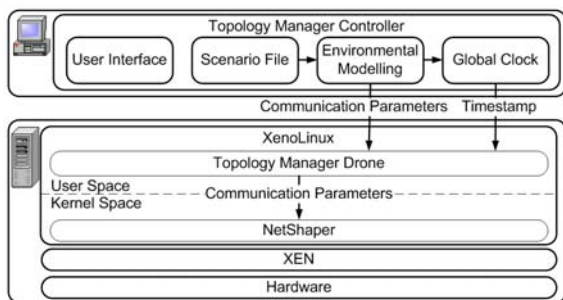 Topology Manager Controller
User Interface
Scenario File
Environmental
Modelling
Global Clock
Communication Parameters
Timestamp
XenoLinux
Topology Manager Drone
User Space
Communication Parameters
Kernel Space
NetShaper
XEN
Hardware